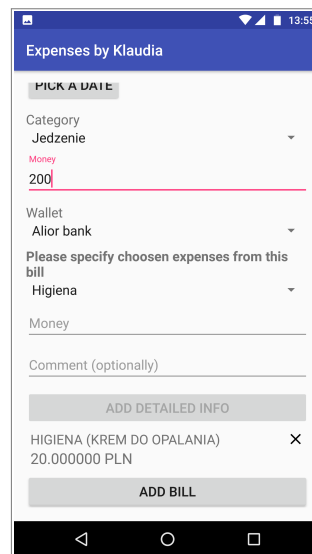 13:55
Expenses by Klaudia
PICK A DATE
Category
Jedzenie
Money
200
Wallet
Alior bank
Please specify choosen expenses from this
bill
Higiena
Money
Comment (optionally)
ADD DETAILED INFO
HIGIENA (KREM DO OPALANIA)
20.000000 PLN
ADD BILL